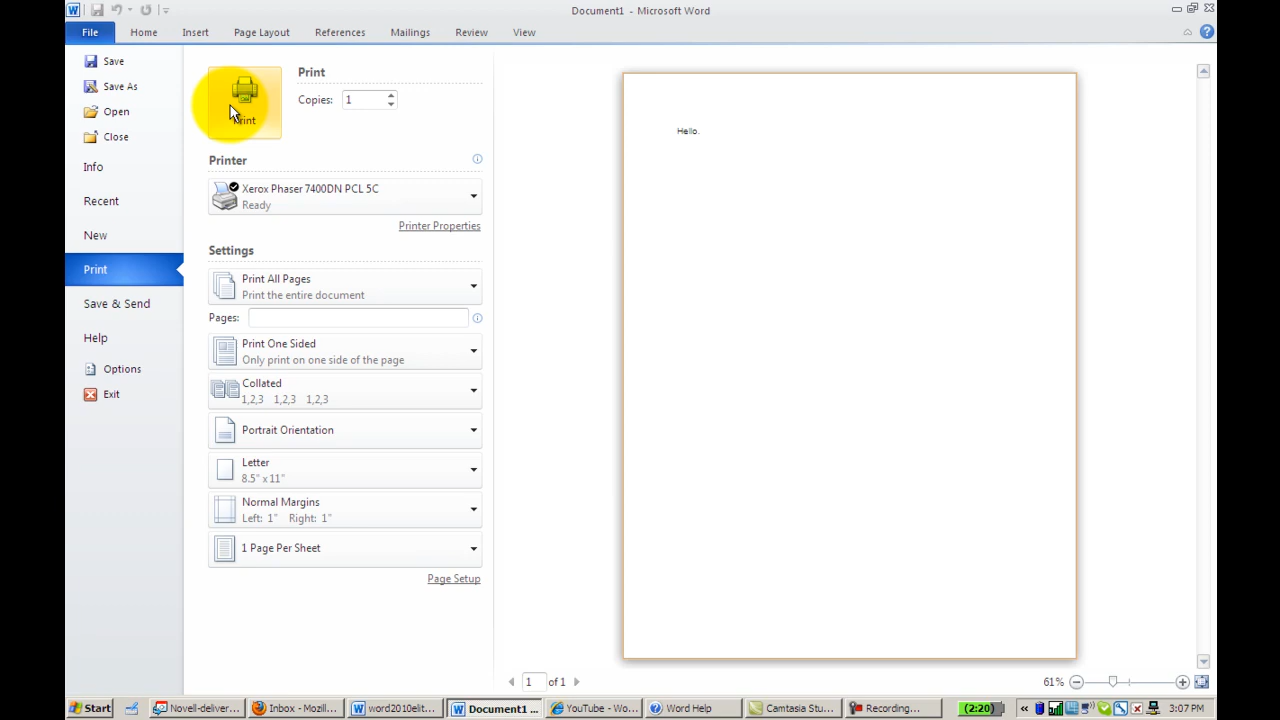 Document1 - Microsoft Word
File Home Insert Page Layout References Mailings Review View
Save
Save As
Open
Close
Info
Recent
New
Print
Save & Send
Help
Options
Exit
Print
Print
Copies: 1
Printer
Xerox Phaser 7400DN PCL 5C
Ready
Printer Properties
Settings
Print All Pages
Print the entire document
Pages:
Print One Sided
Only print on one side of the page
Collated
1,2,3 1,2,3 1,2,3
Portrait Orientation
Letter
8.5" x 11"
Normal Margins
Left: 1" Right: 1"
1 Page Per Sheet
Page Setup
Hello.
1 of 1
61%
Start Novell-deliver... Inbox - Mozill... word2010elit... Document1 ... YouTube - Wo... Word Help Camtasia Stu... Recording... (2:20) « 3:07 PM